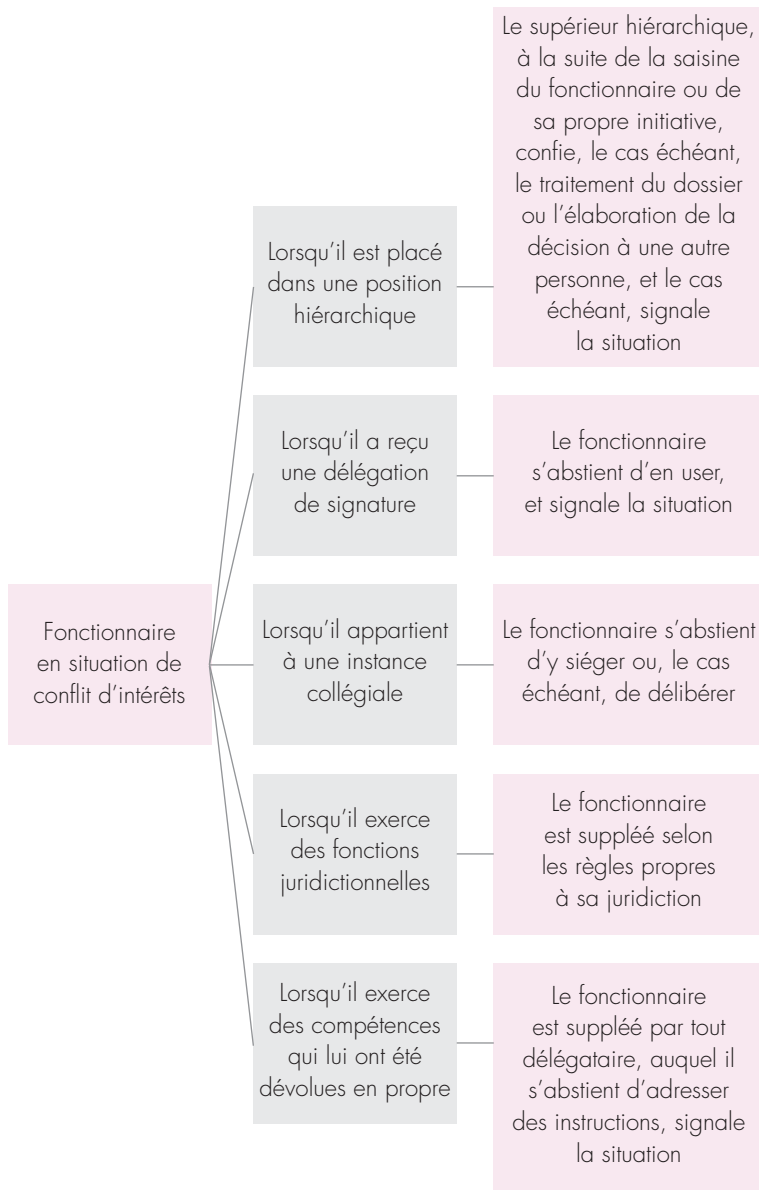 Fonctionnaire
en situation de
conflit d'intérêts
Lorsqu'il est placé
dans une position
hiérarchique
Le supérieur hiérarchique,
à la suite de la saisine
du fonctionnaire ou de
sa propre initiative,
confie, le cas échéant,
le traitement du dossier
ou l'élaboration de la
décision à une autre
personne, et le cas
échéant, signale
la situation
Lorsqu'il a reçu
une délégation
de signature
Le fonctionnaire
s'abstient d'en user,
et signale la situation
Lorsqu'il appartient
à une instance
collégiale
Le fonctionnaire s'abstient
d'y siéger ou, le cas
échéant, de délibérer
Lorsqu'il exerce
des fonctions
juridictionnelles
Le fonctionnaire
est suppléé selon
les règles propres
à sa juridiction
Lorsqu'il exerce
des compétences
qui lui ont été
dévolues en propre
Le fonctionnaire
est suppléé par tout
délégataire, auquel il
s'abstient d'adresser
des instructions, signale
la situation